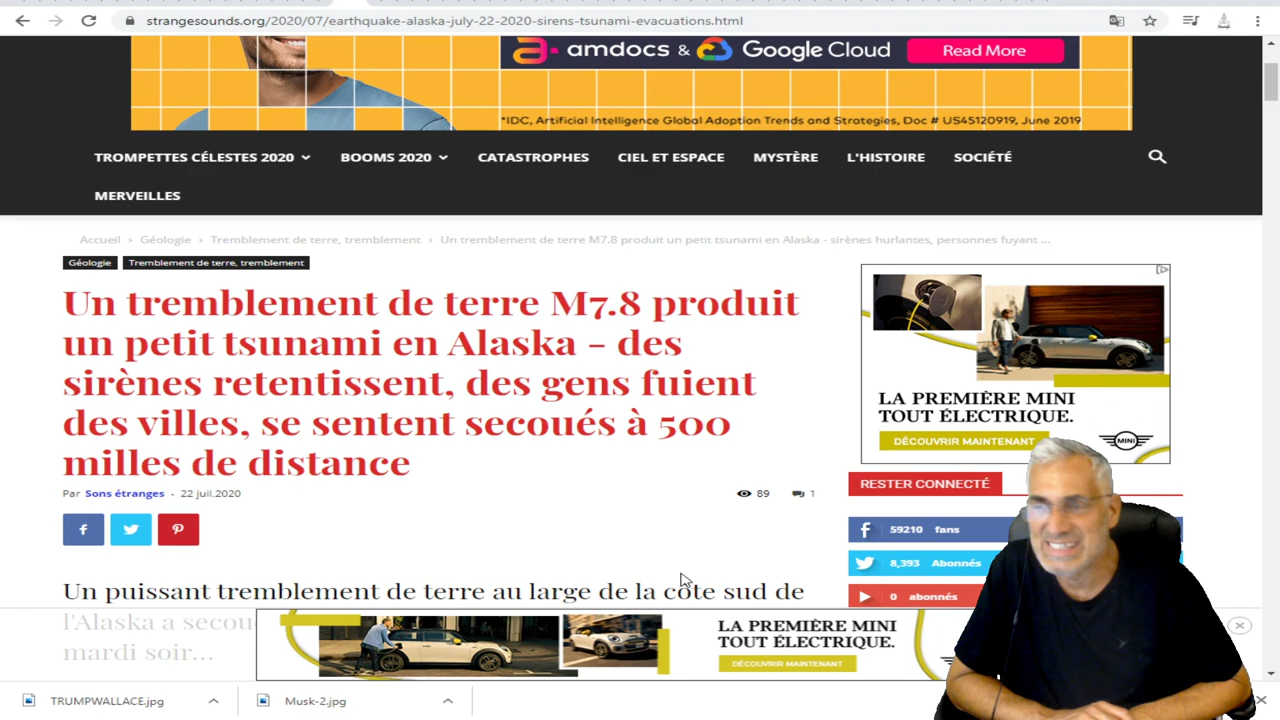 strangesounds.org/2020/07/earthquake-alaska-july-22-2020-sirens-tsunami-evacuations.html
amdocs & Google Cloud
Read More
*IDC, Artificial Intelligence Global Adoption Trends and Strategies, Doc # US45120919, June 2019
TROMPETTES CÉLESTES 2020 BOOMS 2020 CATASTROPHES CIEL ET ESPACE MYSTÈRE L'HISTOIRE SOCIÉTÉ
MERVEILLES
Accueil › Géologie › Tremblement de terre, tremblement › Un tremblement de terre M7.8 produit un petit tsunami en Alaska - sirènes hurlantes, personnes fuyant ...
Géologie Tremblement de terre, tremblement
Un tremblement de terre M7.8 produit
un petit tsunami en Alaska - des
sirènes retentissent, des gens fuient
des villes, se sentent secoués à 500
milles de distance
Par Sons étranges - 22 juil.2020
89 1
Un puissant tremblement de terre au large de la côte sud de
l'Alaska a secou
mardi soir...
LA PREMIÈRE MINI
TOUT ÉLECTRIQUE.
DÉCOUVRIR MAINTENANT
MINI
RESTER CONNECTÉ
59210 fans
8,393 Abonnés
0 abonnés
LA PREMIÈRE MINI
TOUT ÉLECTRIQUE.
DÉCOUVRIR MAINTENANT
TRUMPWALLACE.jpg
Musk-2.jpg